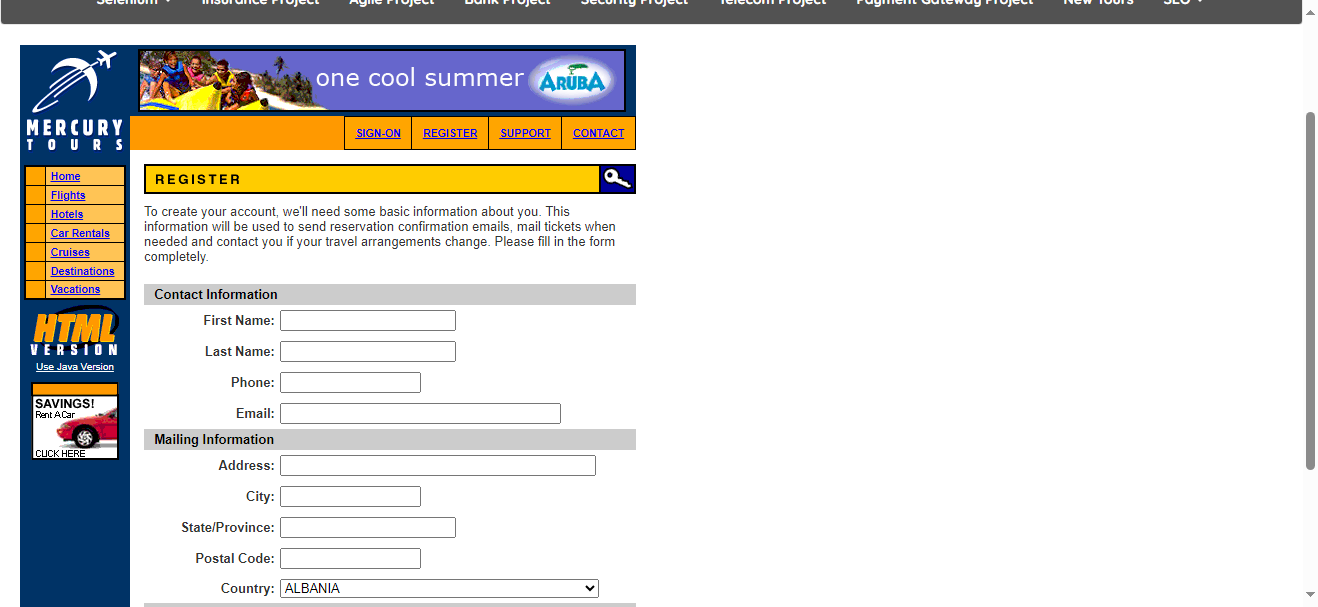 Selenium Insurance Project Agile Project Bank Project Security Project Telecom Project Payment Gateway Project New Tours SEO
one cool summer ARUBA
MERCURY
TOURS
SIGN-ON REGISTER SUPPORT CONTACT
Home
Flights
Hotels
Car Rentals
Cruises
Destinations
Vacations
HTML
VERSION
Use Java Version
SAVINGS!
Rent A Car
CLICK HERE
REGISTER
To create your account, we'll need some basic information about you. This
information will be used to send reservation confirmation emails, mail tickets when
needed and contact you if your travel arrangements change. Please fill in the form
completely.
Contact Information
First Name:
Last Name:
Phone:
Email:
Mailing Information
Address:
City:
State/Province:
Postal Code:
Country: ALBANIA